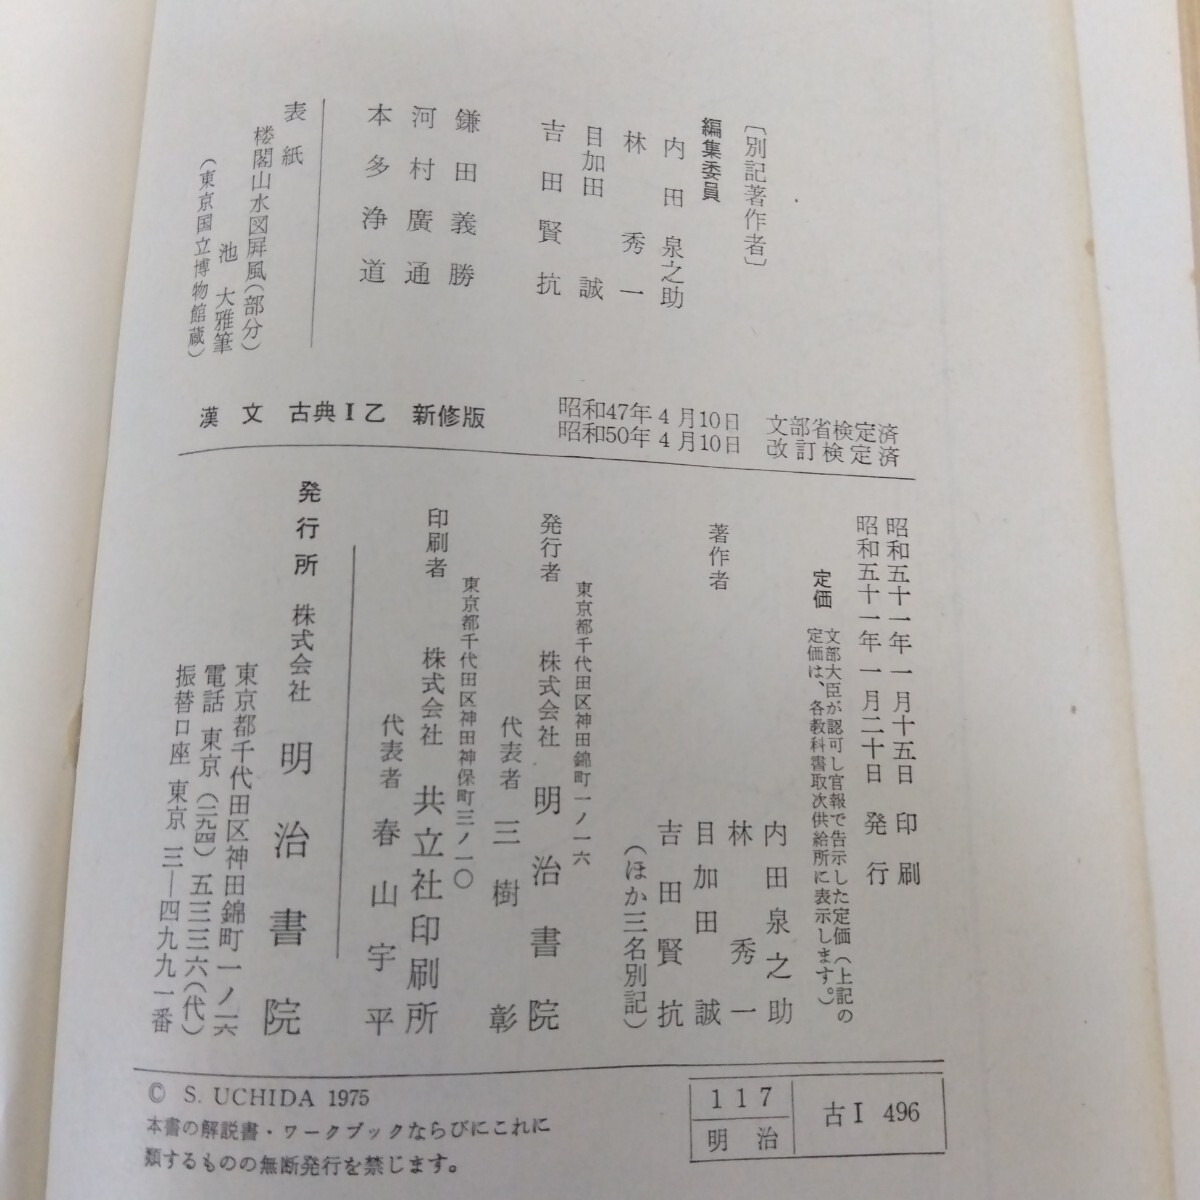 〔別記著作者〕
編集委員
内田泉之助
林秀一
目加田誠
吉田賢抗
鎌田義勝
河村廣通
本多浄道
表紙
楼閣山水図屛風(部分)
池大雅筆
(東京国立博物館蔵)
漢文 古典Ⅰ乙 新修版
昭和47年4月10日 文部省検定済
昭和50年4月10日 改訂検定済
昭和五十一年一月十五日 印刷
昭和五十一年一月二十日 発行
定価 文部大臣が認可し官報で告示した定価(上記の
定価は、各教科書取次供給所に表示します。)
著作者
内田泉之助
林秀一
目加田誠
吉田賢抗
(ほか三名別記)
東京都千代田区神田錦町一ノ一六
発行者 株式会社 明治書院
代表者 三樹彰
東京都千代田区神田神保町三ノ一〇
印刷者 株式会社 共立社印刷所
代表者 春山宇平
発行所 株式会社 明治書院
東京都千代田区神田錦町一ノ一六
電話 東京(二九四)五三三六(代)
振替口座 東京 三―四九九一番
© S. UCHIDA 1975
本書の解説書・ワークブックならびにこれに
類するものの無断発行を禁じます。
117
明治
古Ⅰ 496